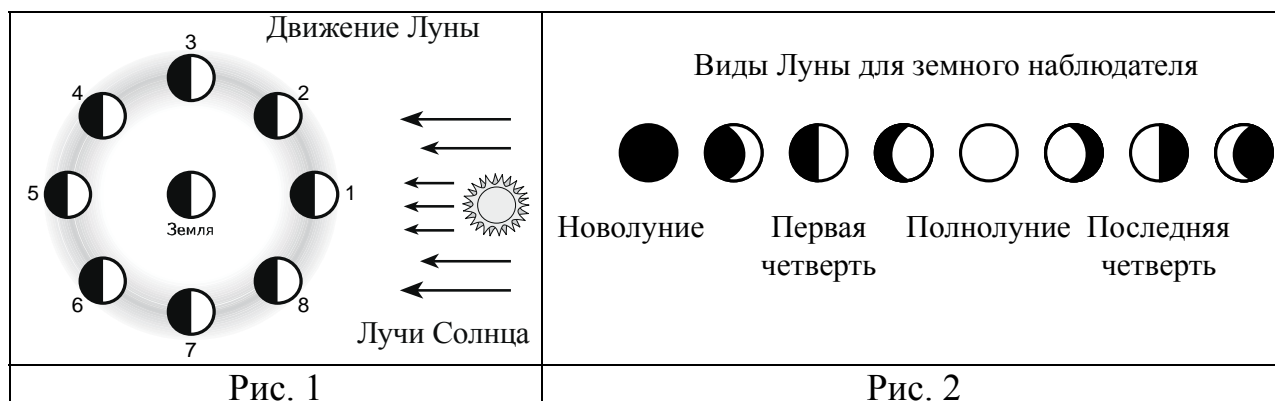 Движение Луны
3
4
2
5
1
Земля
6
8
7
Лучи Солнца
Рис. 1
Виды Луны для земного наблюдателя
Новолуние Первая Полнолуние Последняя
четверть четверть
Рис. 2